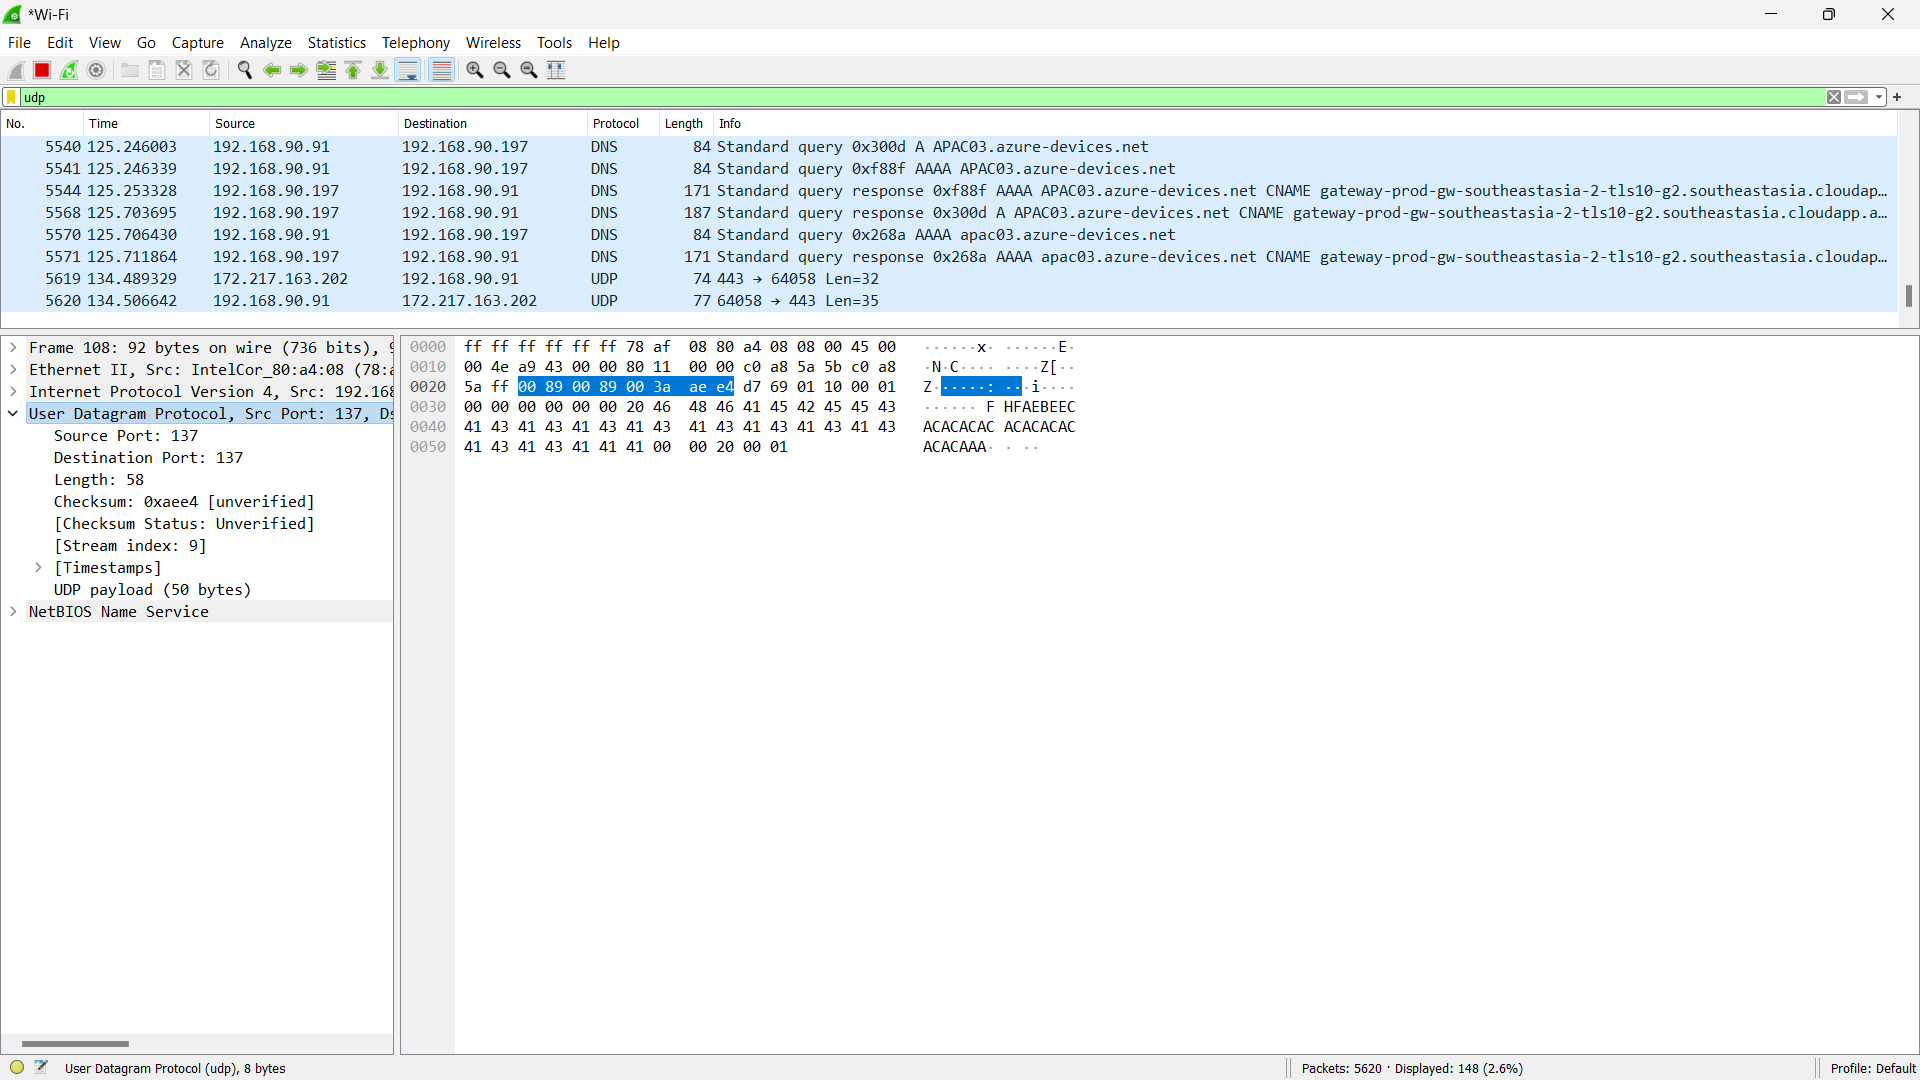 *Wi-Fi
File Edit View Go Capture Analyze Statistics Telephony Wireless Tools Help
udp
No. Time Source Destination Protocol Length Info
5540 125.246003 192.168.90.91 192.168.90.197 DNS 84 Standard query 0x300d A APAC03.azure-devices.net
5541 125.246339 192.168.90.91 192.168.90.197 DNS 84 Standard query 0xf88f AAAA APAC03.azure-devices.net
5544 125.253328 192.168.90.197 192.168.90.91 DNS 171 Standard query response 0xf88f AAAA APAC03.azure-devices.net CNAME gateway-prod-gw-southeastasia-2-tls10-g2.southeastasia.cloudap…
5568 125.703695 192.168.90.197 192.168.90.91 DNS 187 Standard query response 0x300d A APAC03.azure-devices.net CNAME gateway-prod-gw-southeastasia-2-tls10-g2.southeastasia.cloudapp.a…
5570 125.706430 192.168.90.91 192.168.90.197 DNS 84 Standard query 0x268a AAAA apac03.azure-devices.net
5571 125.711864 192.168.90.197 192.168.90.91 DNS 171 Standard query response 0x268a AAAA apac03.azure-devices.net CNAME gateway-prod-gw-southeastasia-2-tls10-g2.southeastasia.cloudap…
5619 134.489329 172.217.163.202 192.168.90.91 UDP 74 443 → 64058 Len=32
5620 134.506642 192.168.90.91 172.217.163.202 UDP 77 64058 → 443 Len=35
Frame 108: 92 bytes on wire (736 bits), 9
Ethernet II, Src: IntelCor_80:a4:08 (78:a
Internet Protocol Version 4, Src: 192.168
User Datagram Protocol, Src Port: 137, Ds
Source Port: 137
Destination Port: 137
Length: 58
Checksum: 0xaee4 [unverified]
[Checksum Status: Unverified]
[Stream index: 9]
[Timestamps]
UDP payload (50 bytes)
NetBIOS Name Service
0000 ff ff ff ff ff ff 78 af 08 80 a4 08 08 00 45 00 ······x· ······E·
0010 00 4e a9 43 00 00 80 11 00 00 c0 a8 5a 5b c0 a8 ·N·C···· ····Z[··
0020 5a ff 00 89 00 89 00 3a ae e4 d7 69 01 10 00 01 Z······: ···i····
0030 00 00 00 00 00 00 20 46 48 46 41 45 42 45 45 43 ······ F HFAEBEEC
0040 41 43 41 43 41 43 41 43 41 43 41 43 41 43 41 43 ACACACAC ACACACAC
0050 41 43 41 43 41 41 41 00 00 20 00 01 ACACAAA· · ··
User Datagram Protocol (udp), 8 bytes
Packets: 5620 · Displayed: 148 (2.6%)
Profile: Default